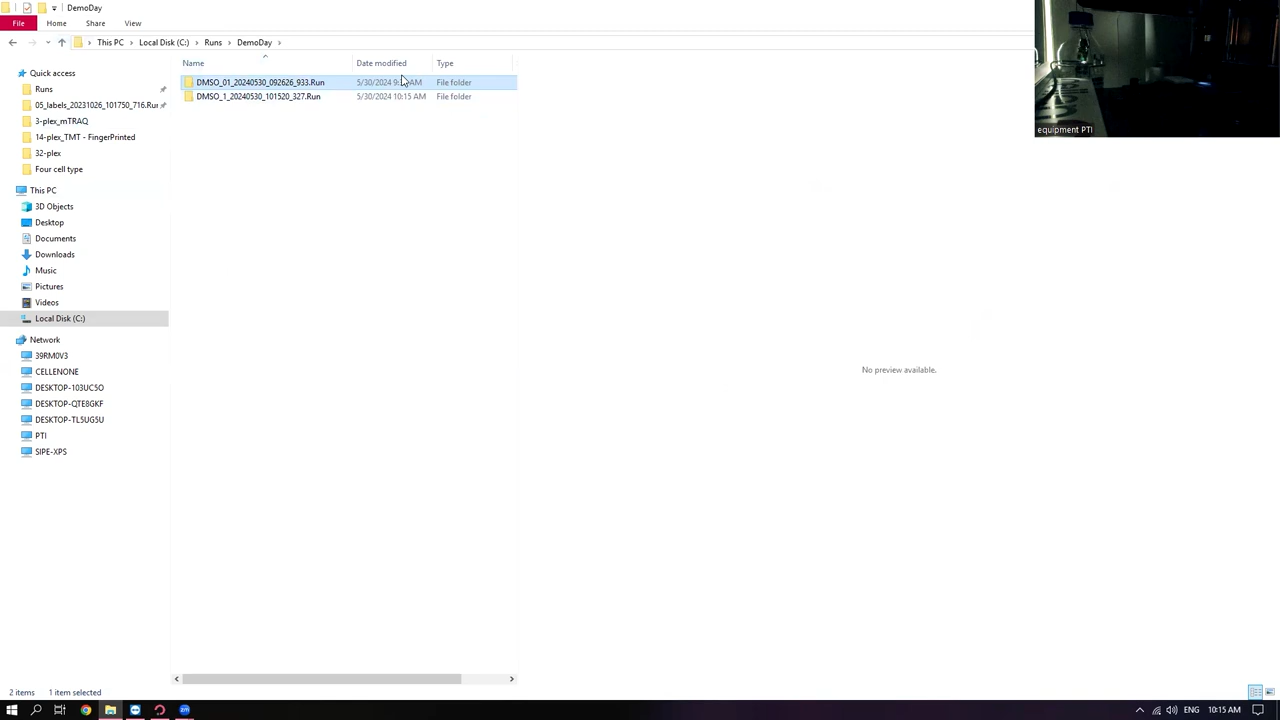 DemoDay
File
Home
Share
View
This PC
Local Disk (C:)
Runs
DemoDay
Name
Date modified
Type
Quick access
Runs
05_labels_20231026_101750_716.Run
3-plex_mTRAQ
14-plex_TMT - FingerPrinted
32-plex
Four cell type
This PC
3D Objects
Desktop
Documents
Downloads
Music
Pictures
Videos
Local Disk (C:)
Network
39RM0V3
CELLENONE
DESKTOP-103UC5O
DESKTOP-QTE8GKF
DESKTOP-TL5UG5U
PTI
SIPE-XPS
DMSO_01_20240530_092626_933.Run
5/30/2024
AM
File folder
DMSO_1_20240530_101520_327.Run
5/30/2024 10:15 AM
File folder
No preview available.
equipment PTI
2 items
1 item selected
ENG
10:15 AM